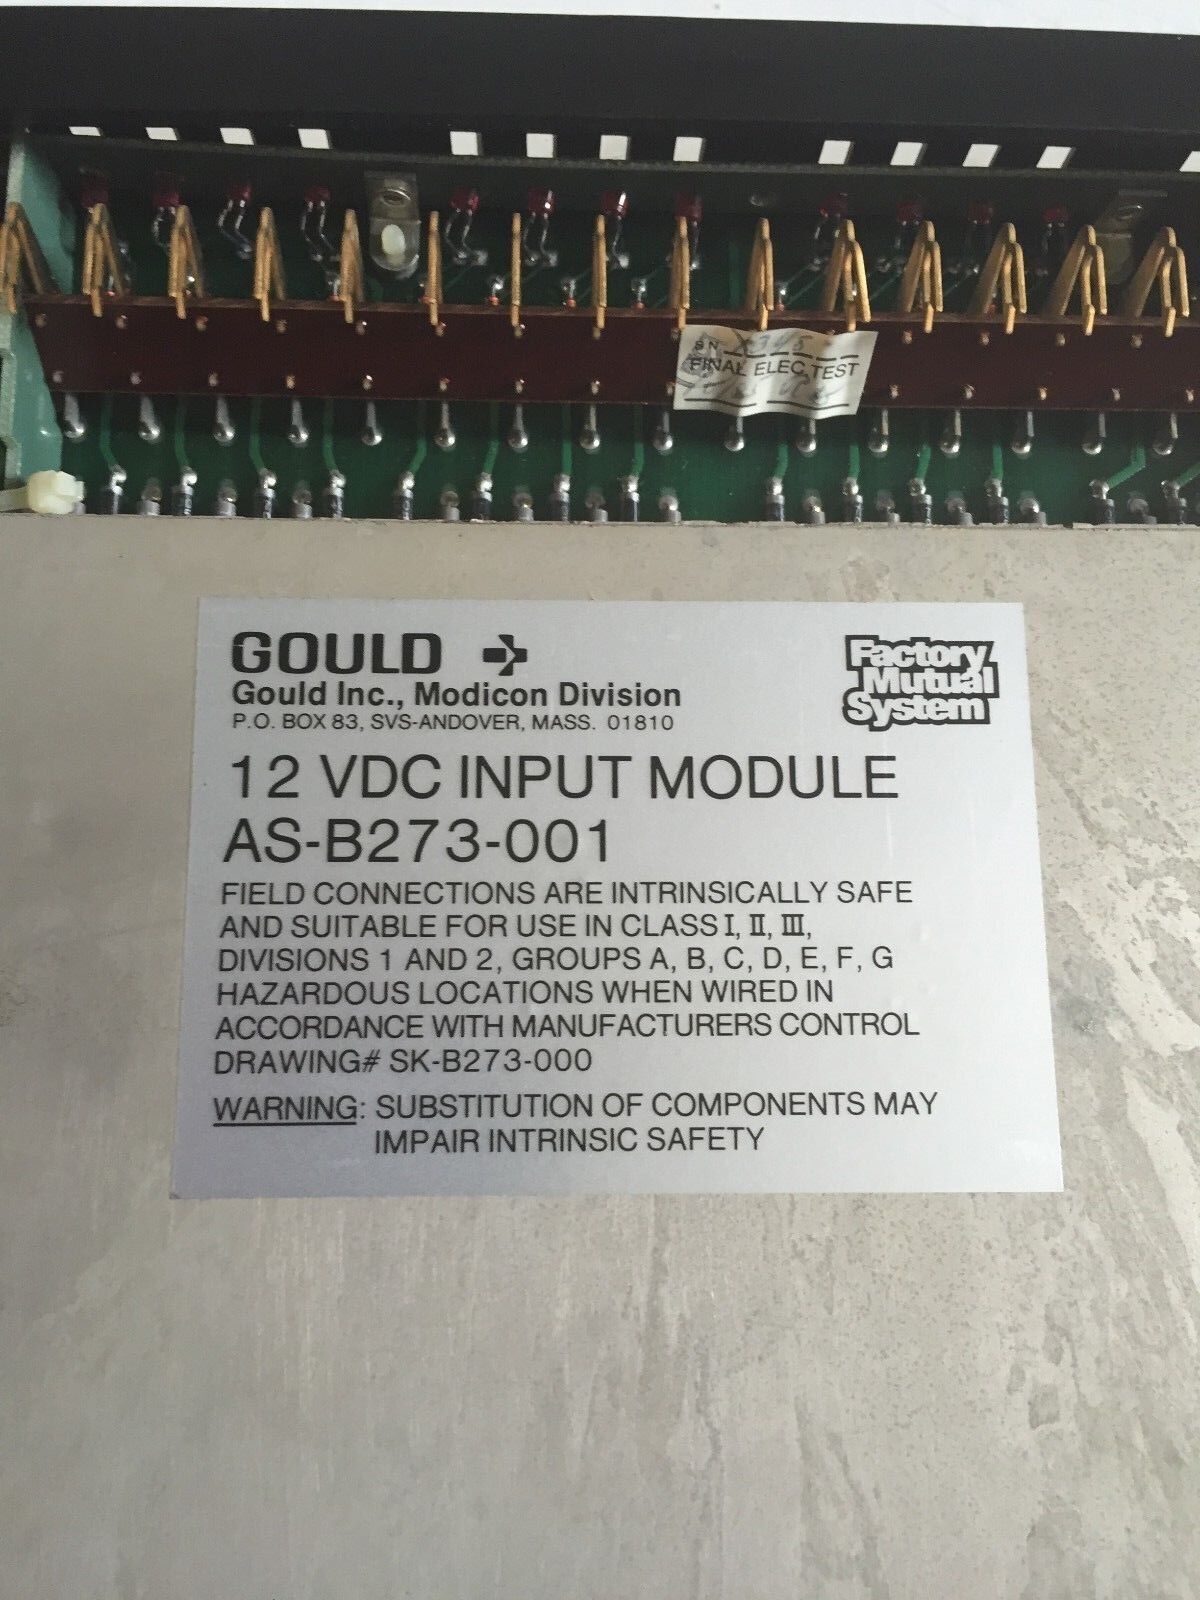 SN
FINAL ELEC. TEST
GOULD
Gould Inc., Modicon Division
P.O. BOX 83, SVS-ANDOVER, MASS. 01810
Factory
Mutual
System
12 VDC INPUT MODULE
AS-B273-001
FIELD CONNECTIONS ARE INTRINSICALLY SAFE
AND SUITABLE FOR USE IN CLASS I, II, III,
DIVISIONS 1 AND 2, GROUPS A, B, C, D, E, F, G
HAZARDOUS LOCATIONS WHEN WIRED IN
ACCORDANCE WITH MANUFACTURERS CONTROL
DRAWING# SK-B273-000
WARNING: SUBSTITUTION OF COMPONENTS MAY
IMPAIR INTRINSIC SAFETY